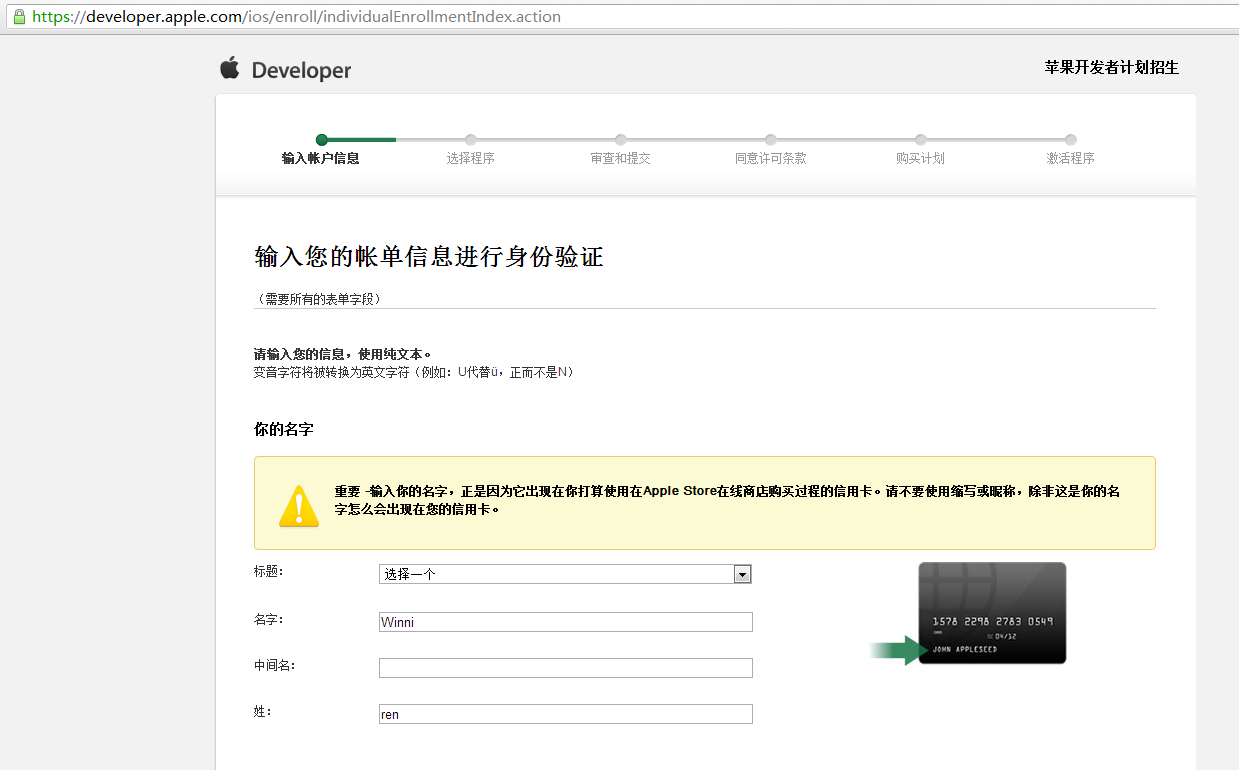 https://developer.apple.com/ios/enroll/individualEnrollmentIndex.action
Developer
苹果开发者计划招生
输入帐户信息
选择程序
审查和提交
同意许可条款
购买计划
激活程序
输入您的帐单信息进行身份验证
（需要所有的表单字段）
请输入您的信息，使用纯文本。
变音字符将被转换为英文字符（例如：U代替ü，正而不是N）
你的名字
重要 -输入你的名字，正是因为它出现在你打算使用在Apple Store在线商店购买过程的信用卡。请不要使用缩写或昵称，除非这是你的名
字怎么会出现在您的信用卡。
标题：
选择一个
名字：
Winni
中间名：
姓：
ren
1578 2298 2783 0549
04/12
JOHN APPLESEED